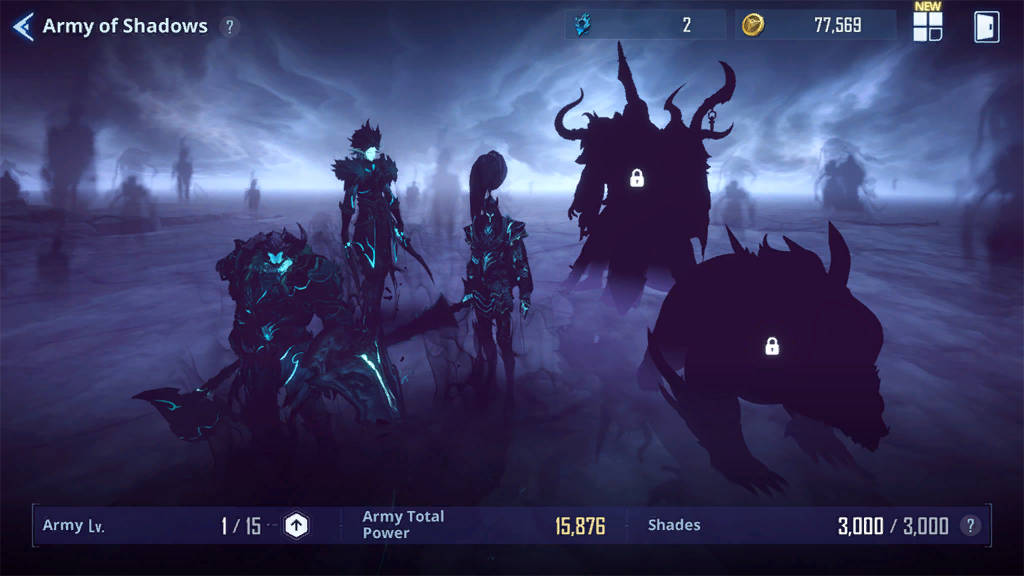 Army of Shadows ?
2
77,569
NEW
Army Lv.
1 / 15
Army Total
Power
15,876
Shades
3,000 / 3,000 ?